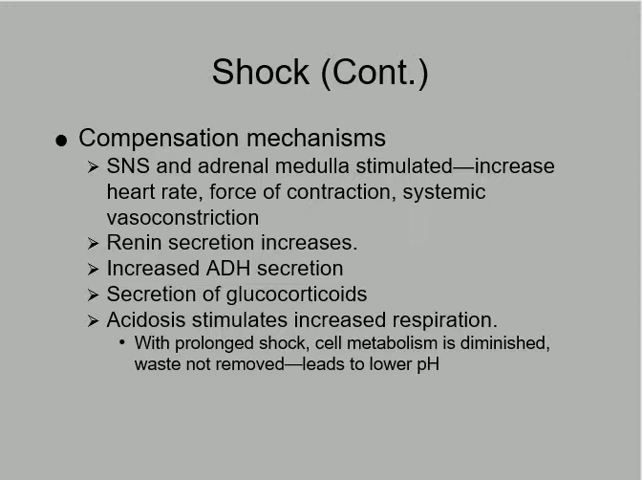 Shock (Cont.)
● Compensation mechanisms
➢ SNS and adrenal medulla stimulated—increase
heart rate, force of contraction, systemic
vasoconstriction
➢ Renin secretion increases.
➢ Increased ADH secretion
➢ Secretion of glucocorticoids
➢ Acidosis stimulates increased respiration.
• With prolonged shock, cell metabolism is diminished,
waste not removed—leads to lower pH